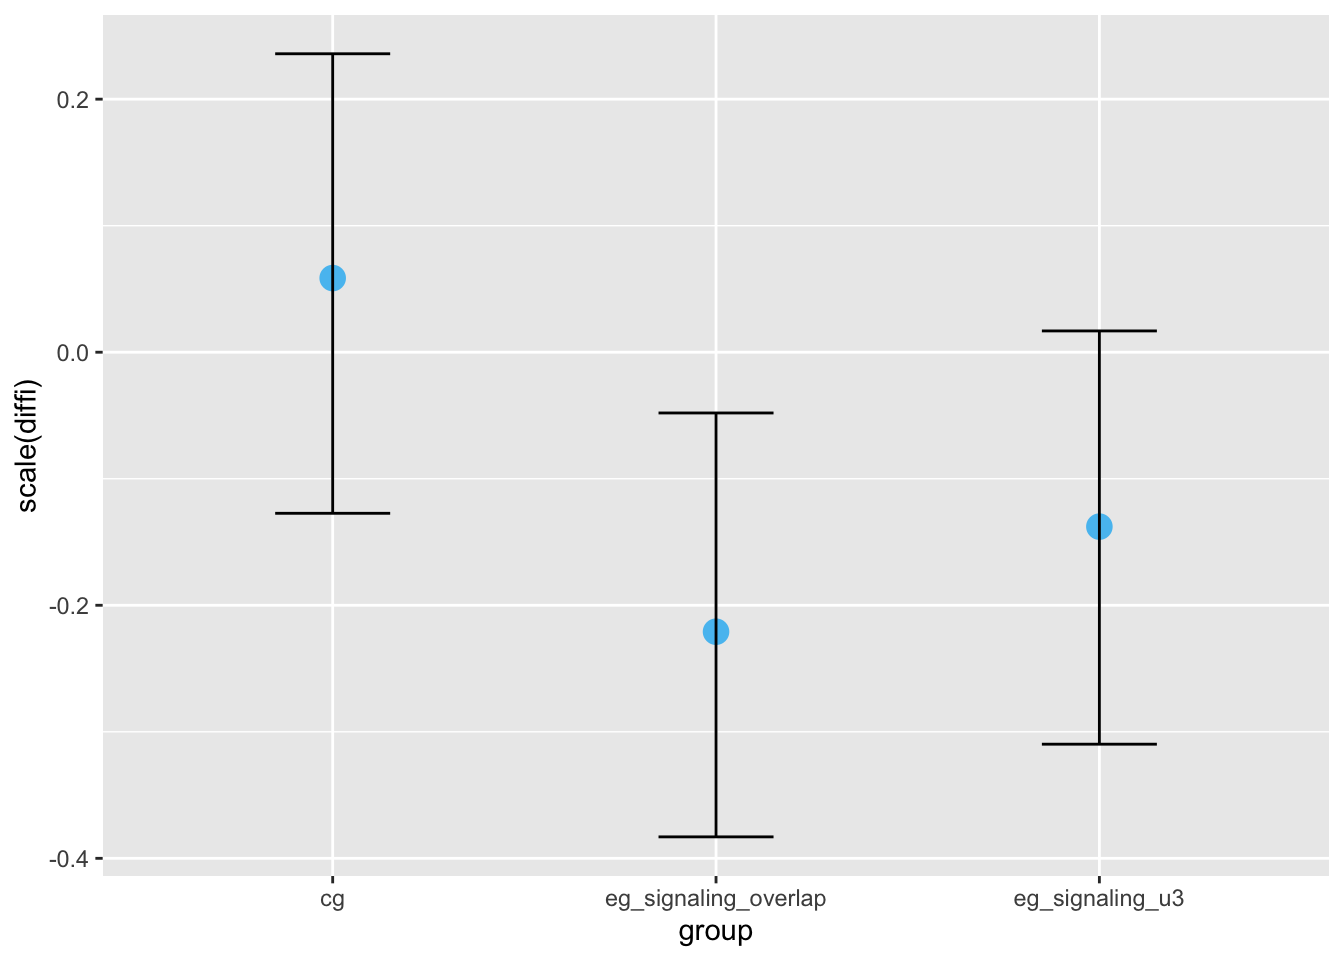 scale(diffi)
0.2
0.0
-0.2
-0.4
cg
eg_signaling_overlap
eg_signaling_u3
group